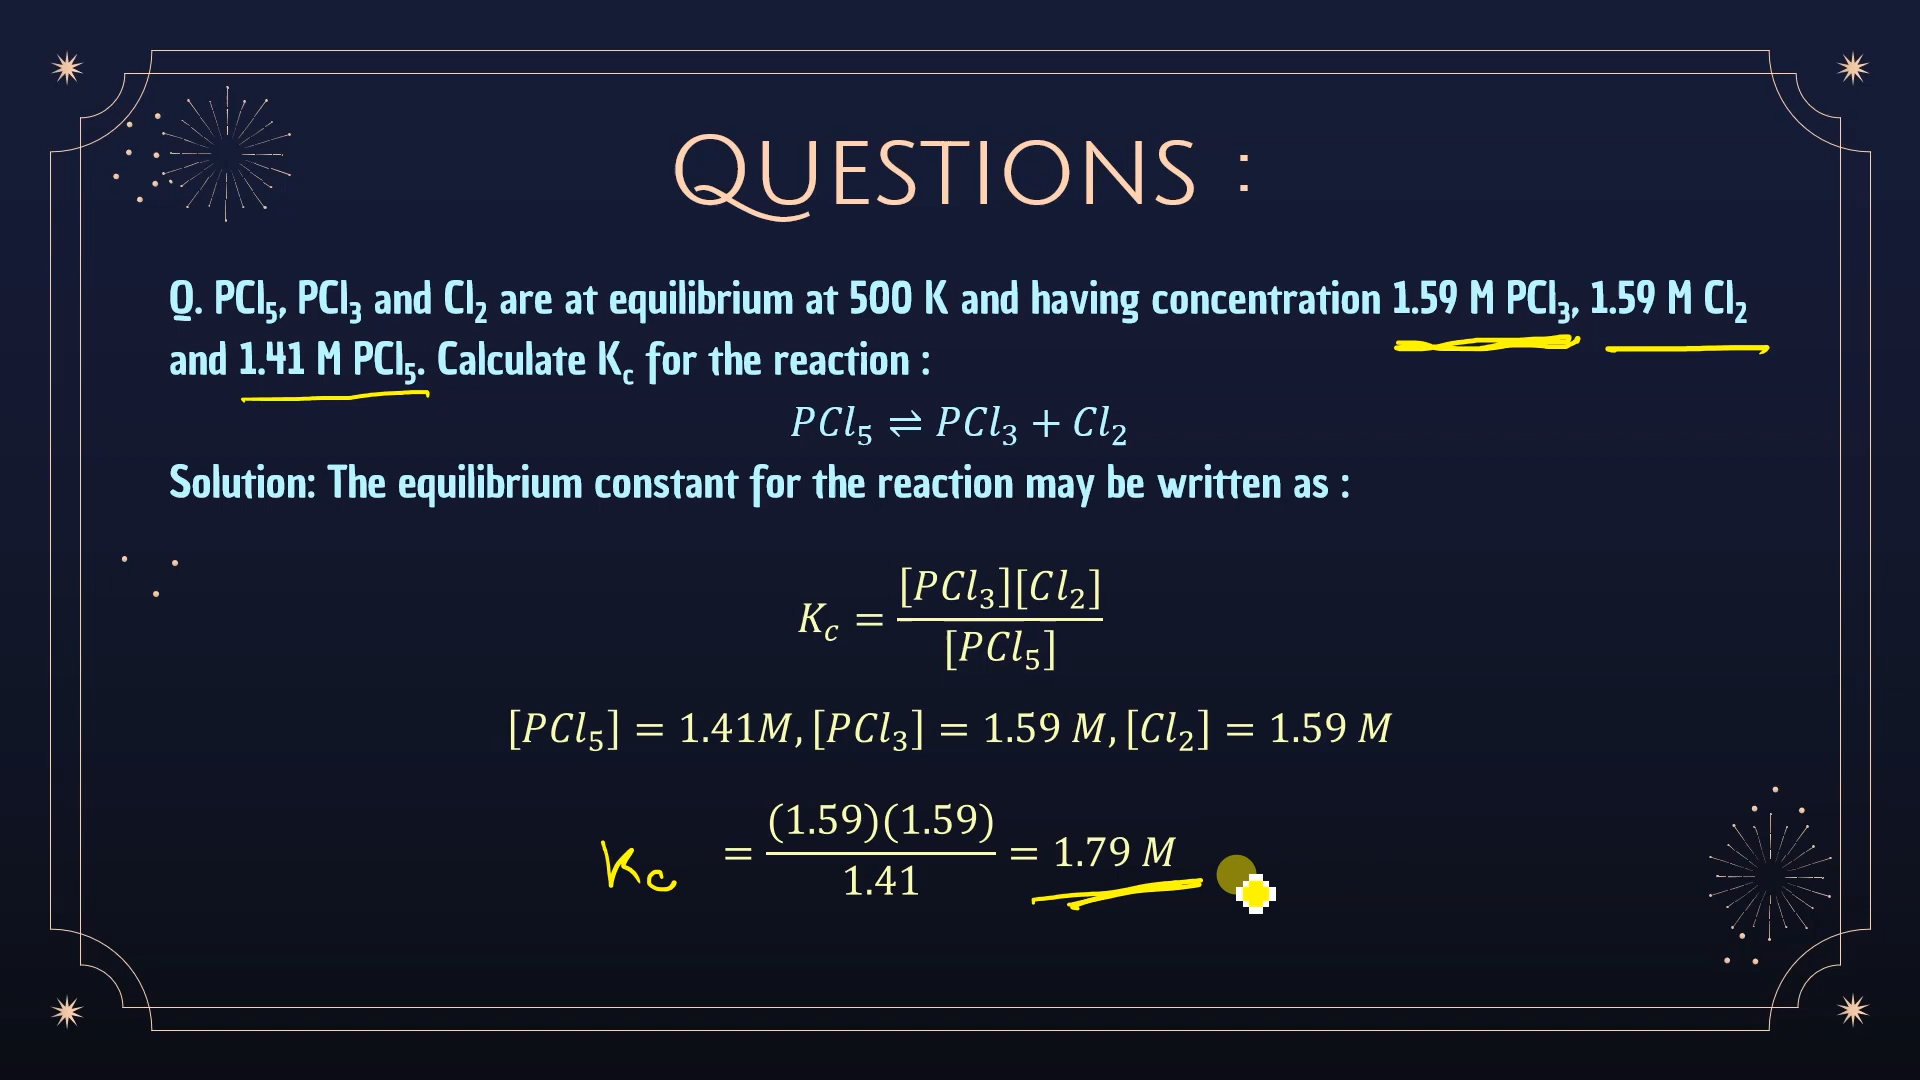 QUESTIONS :
Q. PCl₅, PCl₃ and Cl₂ are at equilibrium at 500 K and having concentration 1.59 M PCl₃, 1.59 M Cl₂
and 1.41 M PCl₅. Calculate K꜀ for the reaction :
PCl₅ ⇌ PCl₃ + Cl₂
Solution: The equilibrium constant for the reaction may be written as :
K꜀ = [PCl₃][Cl₂] / [PCl₅]
[PCl₅] = 1.41M, [PCl₃] = 1.59 M, [Cl₂] = 1.59 M
K꜀ = (1.59)(1.59) / 1.41 = 1.79 M